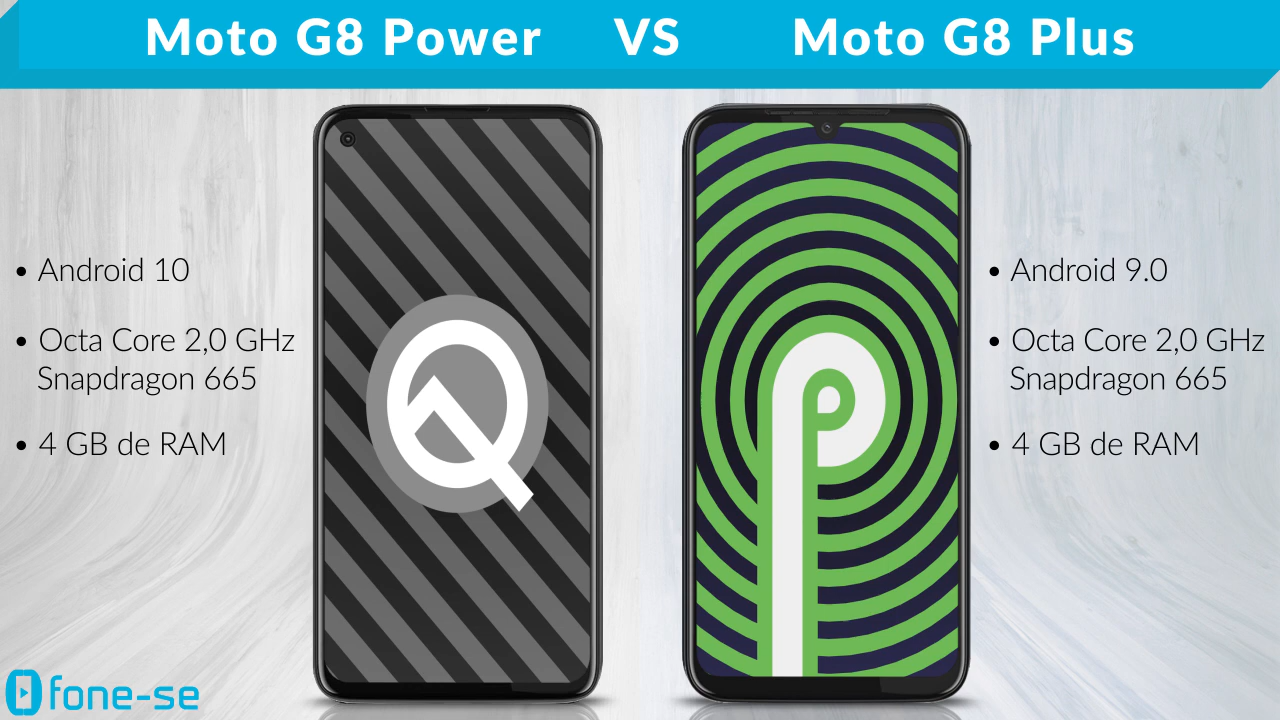 Moto G8 Power VS Moto G8 Plus
• Android 10
• Octa Core 2,0 GHz
Snapdragon 665
• 4 GB de RAM
Q
P
• Android 9.0
• Octa Core 2,0 GHz
Snapdragon 665
• 4 GB de RAM
fone-se